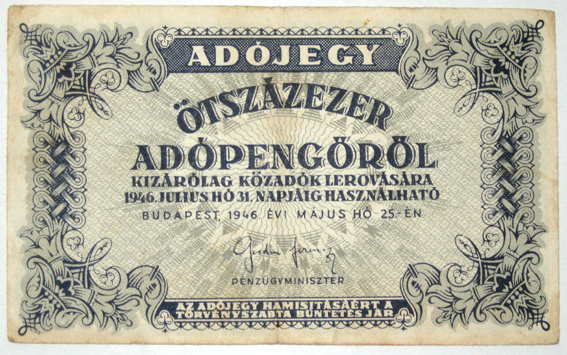 ADÓJEGY
ÖTSZÁZEZER
ADÓPENGŐRŐL
KIZÁRÓLAG KÖZADÓK LEROVÁSÁRA
1946. JULIUS HÓ 31. NAPJÁIG HASZNÁLHATÓ
BUDAPEST, 1946. ÉVI MAJUS HÓ 25.-ÉN
PÉNZÜGYMINISZTER
AZ ADÓJEGY HAMISITÁSÁÉRT A
TÖRVÉNYSZABTA BÜNTETÉS JÁR